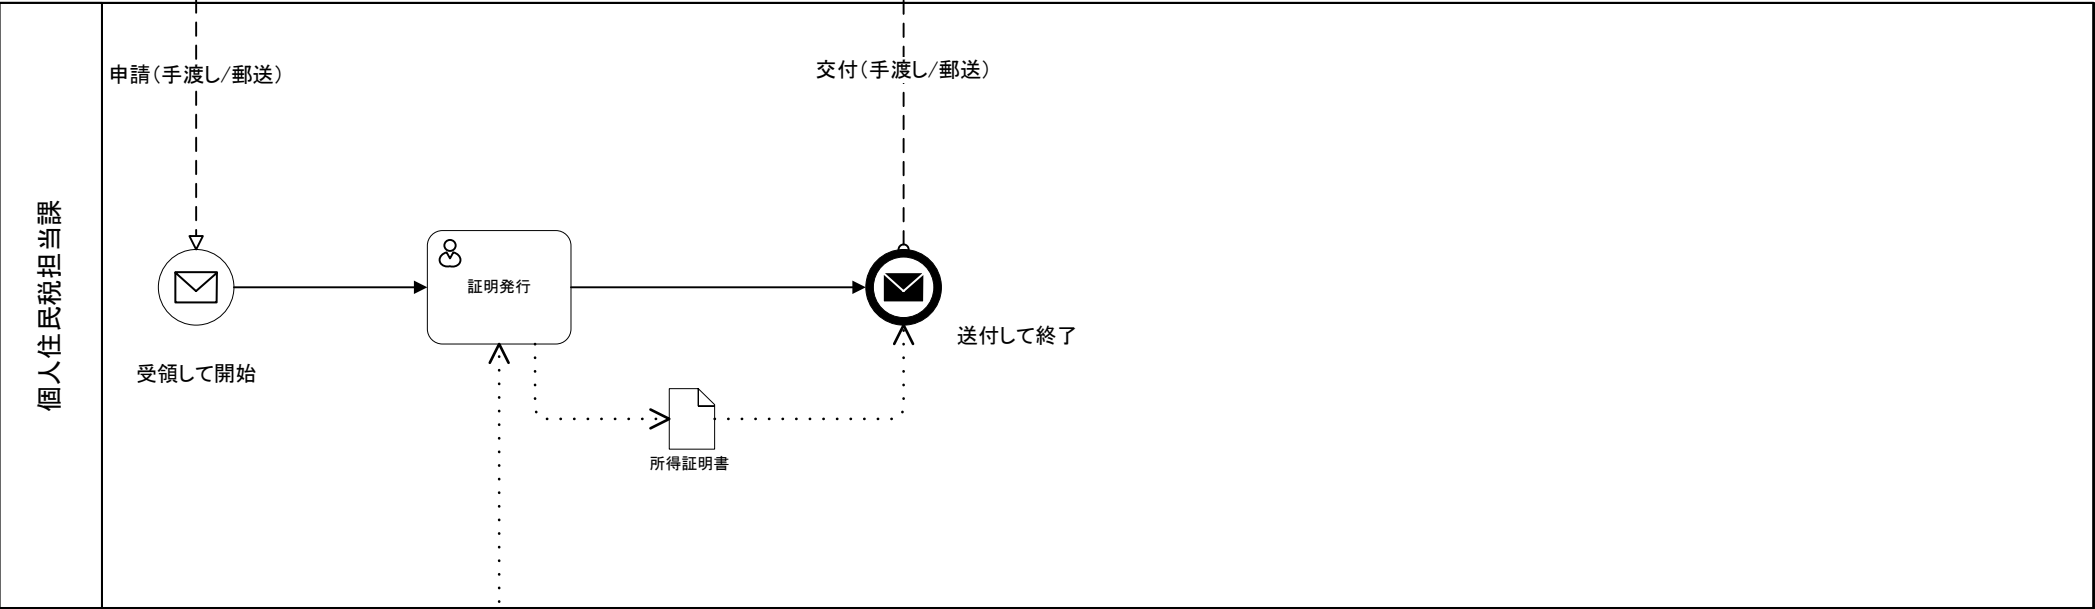 個人住民税担当課
申請(手渡し/郵送)
交付(手渡し/郵送)
証明発行
送付して終了
受領して開始
所得証明書